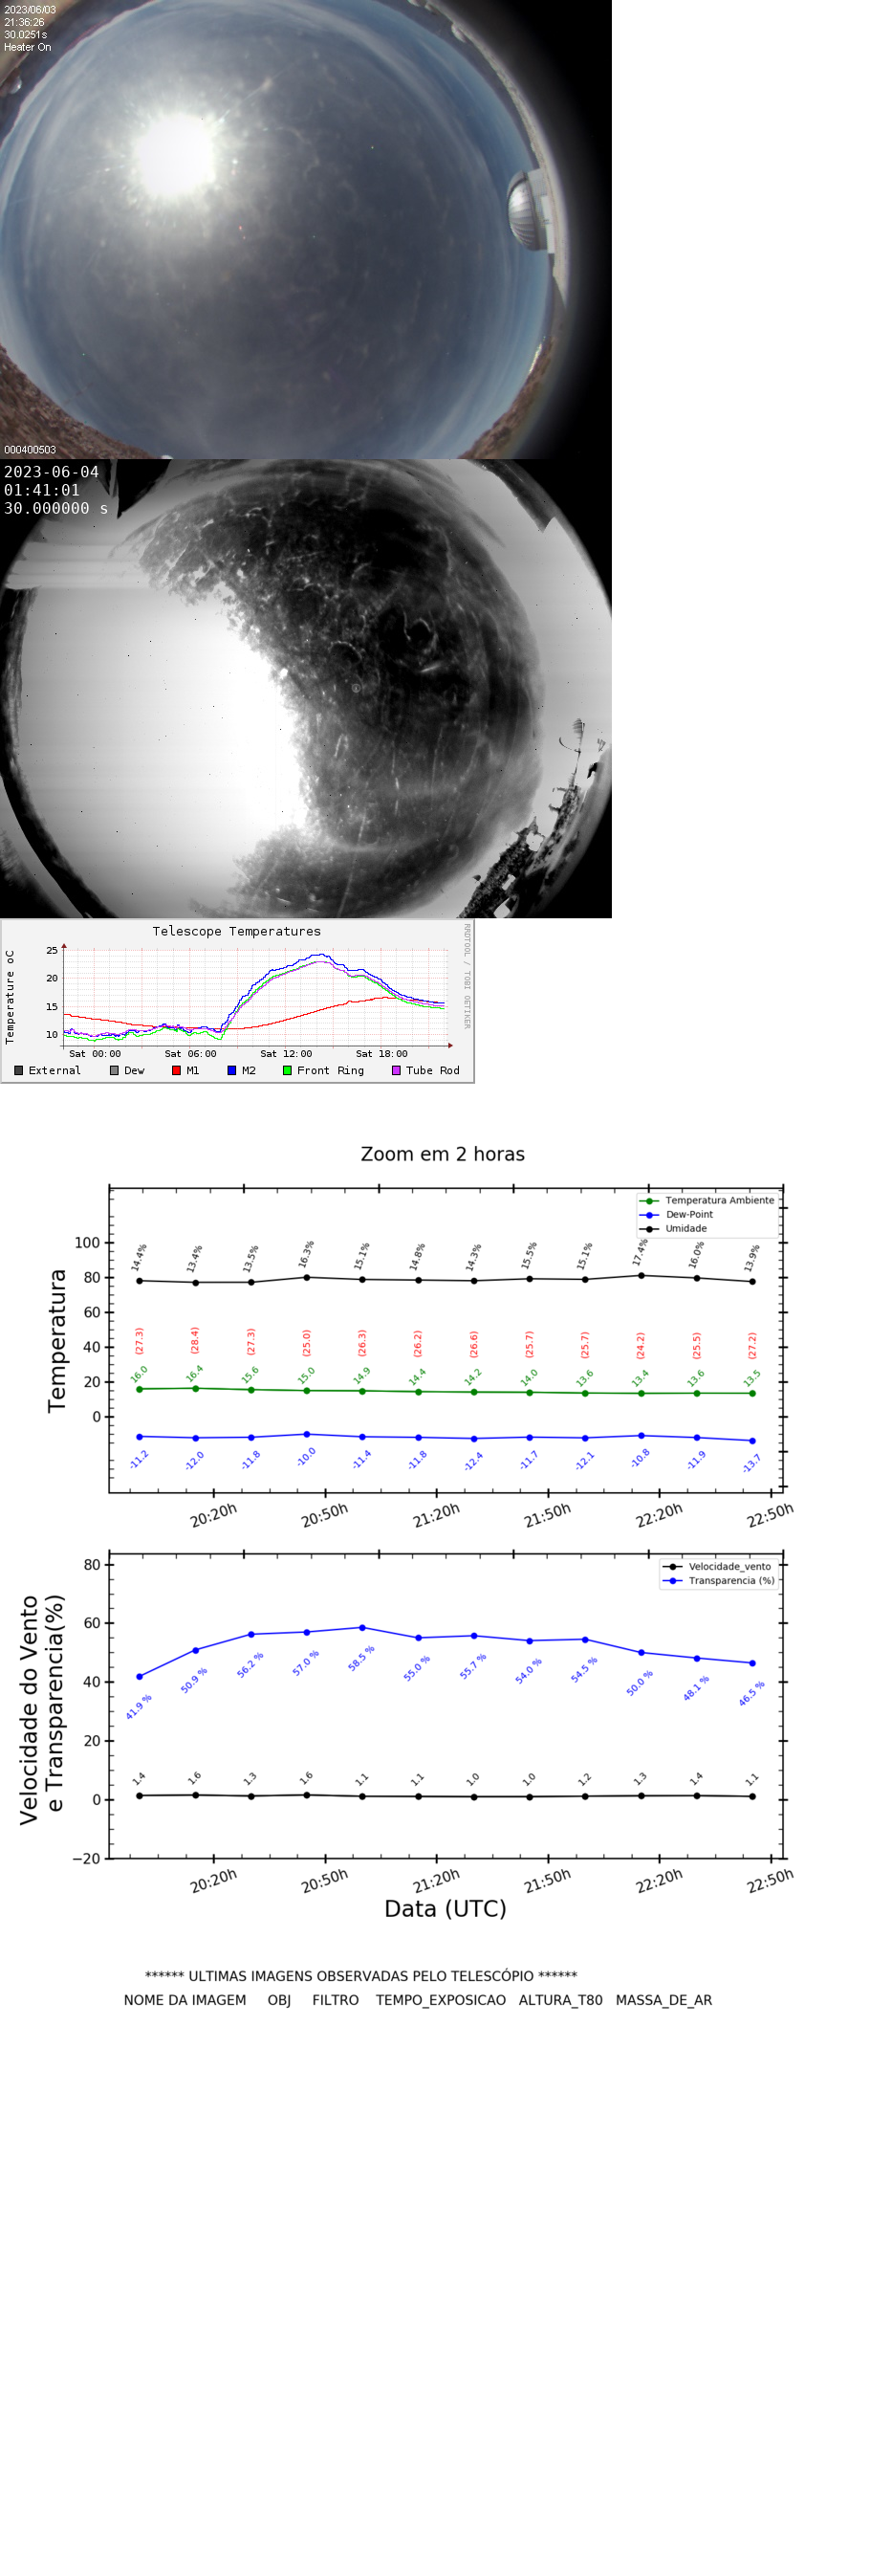 2023/06/03
21:36:26
30.0251s
Heater On
000400503
2023-06-04
01:41:01
30.000000 s
Telescope Temperatures
Temperature oC
RRDTOOL / TOBI OETIKER
25
20
15
10
Sat 00:00 Sat 06:00 Sat 12:00 Sat 18:00
External Dew M1 M2 Front Ring Tube Rod
Zoom em 2 horas
Temperatura Ambiente
Dew-Point
Umidade
Temperatura
100
80
60
40
20
0
14.4% 13.4% 13.5% 16.3% 15.1% 14.8% 14.3% 15.5% 15.1% 17.4% 16.0% 13.9%
(27.3) (28.4) (27.3) (25.0) (26.3) (26.2) (26.6) (25.7) (25.7) (24.2) (25.5) (27.2)
16.0 16.4 15.6 15.0 14.9 14.4 14.2 14.0 13.6 13.4 13.6 13.5
-11.2 -12.0 -11.8 -10.0 -11.4 -11.8 -12.4 -11.7 -12.1 -10.8 -11.9 -13.7
20:20h 20:50h 21:20h 21:50h 22:20h 22:50h
Velocidade_vento
Transparencia (%)
Velocidade do Vento
e Transparencia(%)
80
60
40
20
0
−20
41.9 % 50.9 % 56.2 % 57.0 % 58.5 % 55.0 % 55.7 % 54.0 % 54.5 % 50.0 % 48.1 % 46.5 %
1.4 1.6 1.3 1.6 1.1 1.1 1.0 1.0 1.2 1.3 1.4 1.1
20:20h 20:50h 21:20h 21:50h 22:20h 22:50h
Data (UTC)
****** ULTIMAS IMAGENS OBSERVADAS PELO TELESCÓPIO ******
NOME DA IMAGEM OBJ FILTRO TEMPO_EXPOSICAO ALTURA_T80 MASSA_DE_AR